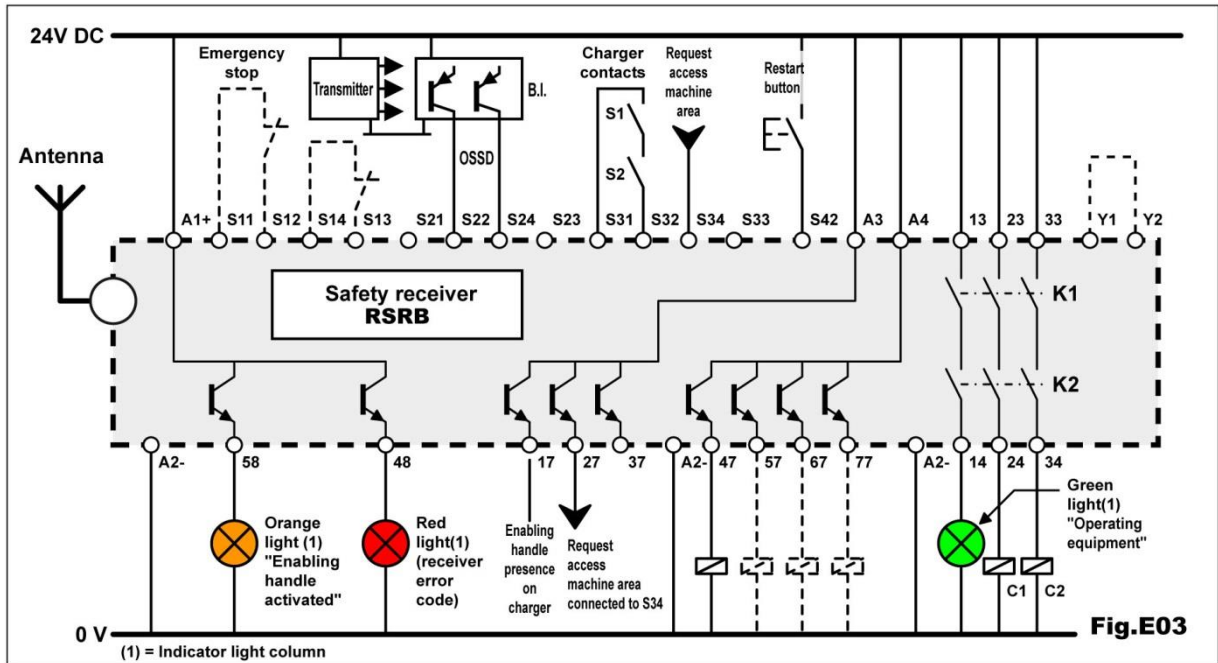 24V DC
Emergency
stop
Transmitter
B.I.
OSSD
Charger
contacts
S1
S2
Request
access
machine
area
Restart
button
Antenna
A1+ S11 S12 S14 S13 S21 S22 S24 S23 S31 S32 S34 S33 S42 A3 A4 13 23 33 Y1 Y2
Safety receiver
RSRB
K1
K2
A2- 58 48 17 27 37 A2- 47 57 67 77 A2- 14 24 34
Orange
light (1)
"Enabling
handle
activated"
Red
light(1)
(receiver
error
code)
Enabling
handle
presence
on
charger
Request
access
machine area
connected to S34
Green
light(1)
"Operating
equipment"
C1 C2
0 V
Fig.E03
(1) = Indicator light column